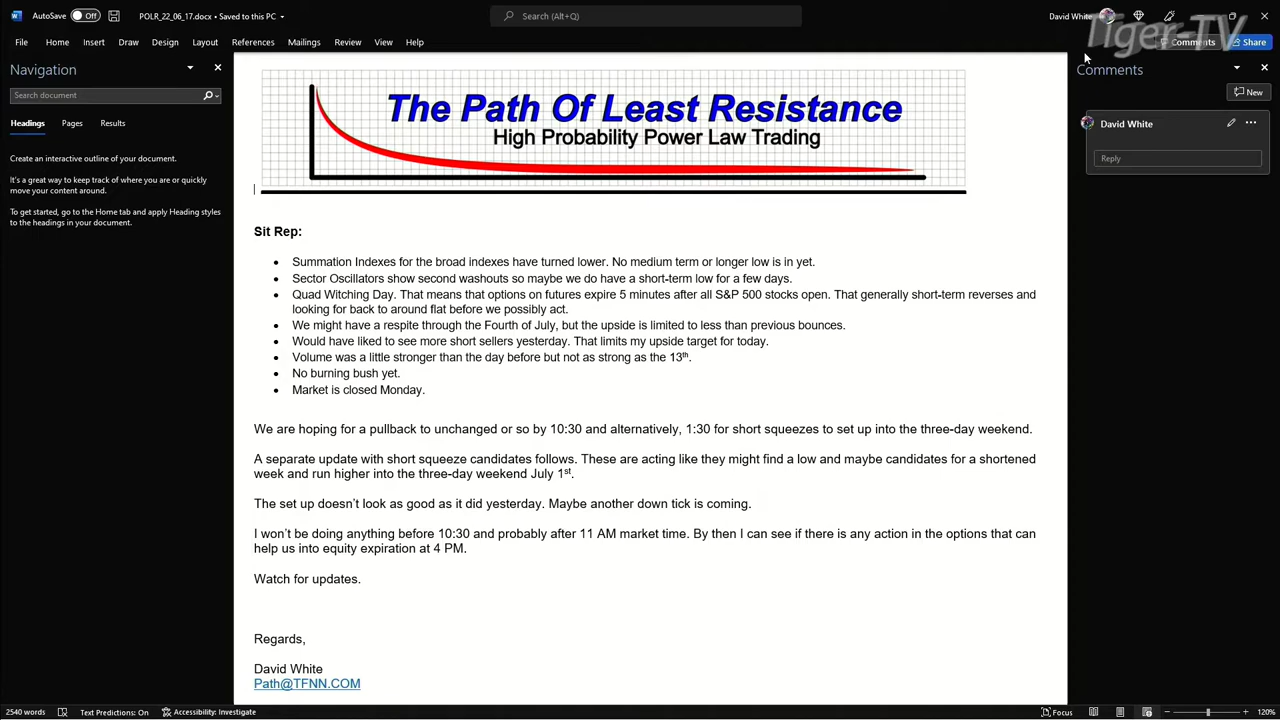 AutoSave Off POLR_22_06_17.docx • Saved to this PC Search (Alt+Q) David White
Tiger-TV
File Home Insert Draw Design Layout References Mailings Review View Help Comments Share
Navigation
Search document
Headings Pages Results
Create an interactive outline of your document.
It's a great way to keep track of where you are or quickly
move your content around.
To get started, go to the Home tab and apply Heading styles
to the headings in your document.
The Path Of Least Resistance
High Probability Power Law Trading
Sit Rep:
• Summation Indexes for the broad indexes have turned lower. No medium term or longer low is in yet.
• Sector Oscillators show second washouts so maybe we do have a short-term low for a few days.
• Quad Witching Day. That means that options on futures expire 5 minutes after all S&P 500 stocks open. That generally short-term reverses and
looking for back to around flat before we possibly act.
• We might have a respite through the Fourth of July, but the upside is limited to less than previous bounces.
• Would have liked to see more short sellers yesterday. That limits my upside target for today.
• Volume was a little stronger than the day before but not as strong as the 13th.
• No burning bush yet.
• Market is closed Monday.
We are hoping for a pullback to unchanged or so by 10:30 and alternatively, 1:30 for short squeezes to set up into the three-day weekend.
A separate update with short squeeze candidates follows. These are acting like they might find a low and maybe candidates for a shortened
week and run higher into the three-day weekend July 1st.
The set up doesn't look as good as it did yesterday. Maybe another down tick is coming.
I won't be doing anything before 10:30 and probably after 11 AM market time. By then I can see if there is any action in the options that can
help us into equity expiration at 4 PM.
Watch for updates.
Regards,
David White
Path@TFNN.COM
Comments
New
David White
Reply
2540 words Text Predictions: On Accessibility: Investigate Focus 120%